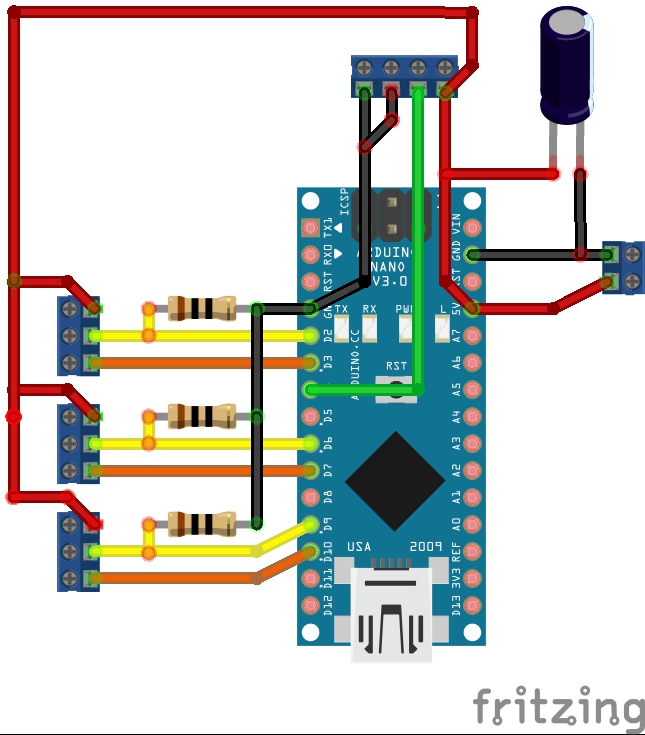 ICSP
TX1
RX0
RST
GND
D2
D3
D5
D6
D7
D8
D9
D10
D11
D12
ARDUINO
NANO
V3.0
TX
RX
PWR
L
ARDUINO.CC
RST
USA
2009
VIN
GND
RST
5V
A7
A6
A5
A4
A3
A2
A1
A0
REF
3V3
D13
fritzing